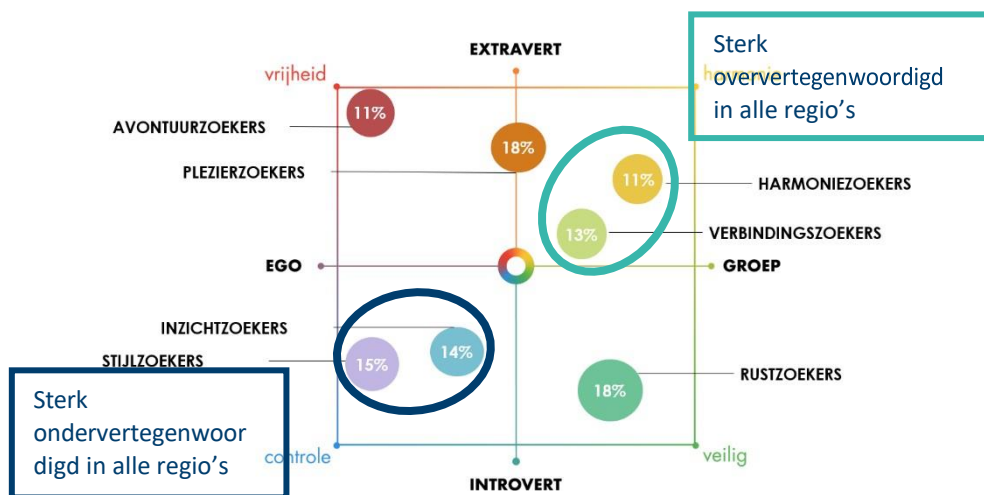 EXTRAVERT
Sterk
oververtegenwoordigd
in alle regio's
vrijheid
harmonie
11%
AVONTUURZOEKERS
18%
PLEZIERZOEKERS
11%
HARMONIEZOEKERS
13%
VERBINDINGSZOEKERS
EGO
GROEP
INZICHTZOEKERS
14%
STIJLZOEKERS
15%
RUSTZOEKERS
18%
Sterk
ondervertegenwoor
digd in alle regio's
controle
veilig
INTROVERT